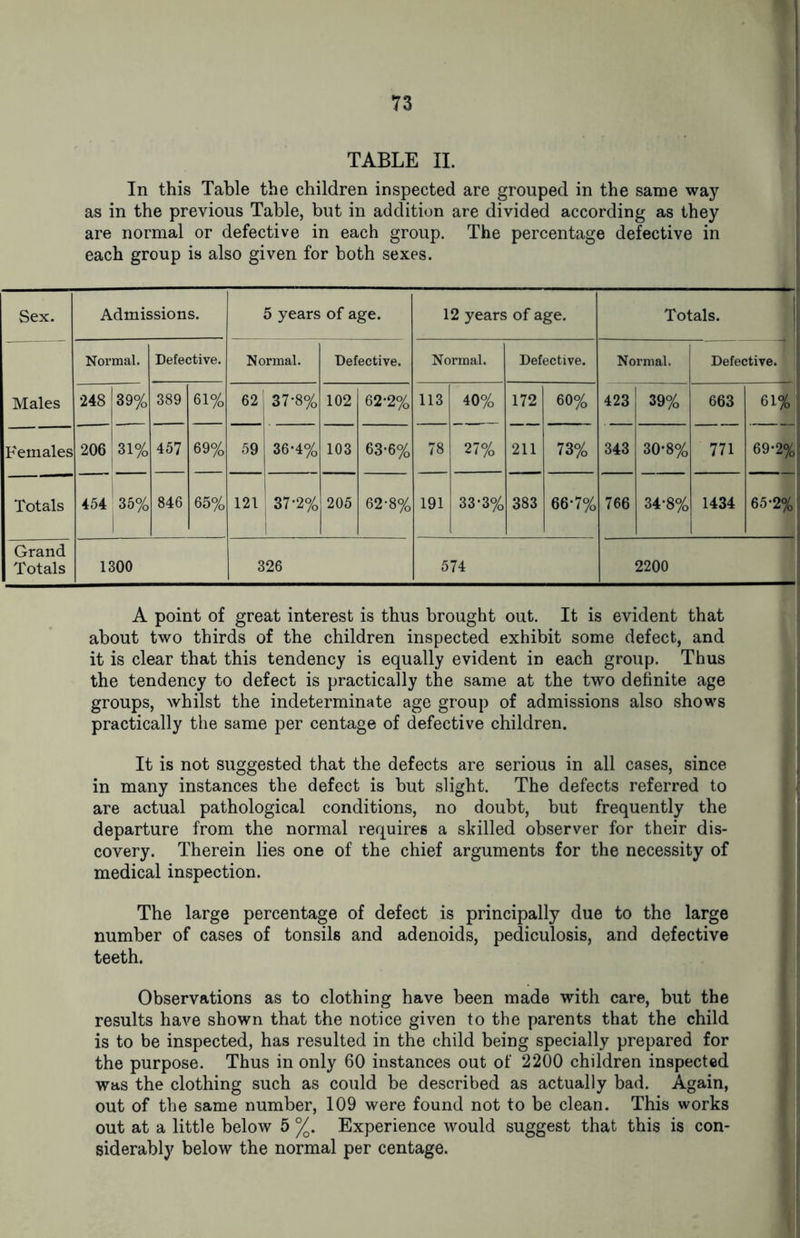 73
TABLE II.
In this Table the children inspected are grouped in the same way
as in the previous Table, but in addition are divided according as they
are normal or defective in each group. The percentage defective in
each group is also given for both sexes.
Sex. Admissions. 5 years of age. 12 years of age. Totals.
Normal. Defective. Normal. Defective. Normal. Defective. Normal. Defective.
Males 248 39% 389 61% 62 37·8% 102 62·2% 113 40% 172 60% 423 39% 663 61%
Females 206 31% 457 69% 59 36·4% 103 63·6% 78 27% 211 73% 343 30·8% 771 69·2%
Totals 454 35% 846 65% 121 37·2% 205 62·8% 191 33·3% 383 66·7% 766 34·8% 1434 65·2%
Grand
Totals 1300 326 574 2200
A point of great interest is thus brought out. It is evident that
about two thirds of the children inspected exhibit some defect, and
it is clear that this tendency is equally evident in each group. Thus
the tendency to defect is practically the same at the two definite age
groups, whilst the indeterminate age group of admissions also shows
practically the same per centage of defective children.
It is not suggested that the defects are serious in all cases, since
in many instances the defect is but slight. The defects referred to
are actual pathological conditions, no doubt, but frequently the
departure from the normal requires a skilled observer for their dis-
covery. Therein lies one of the chief arguments for the necessity of
medical inspection.
The large percentage of defect is principally due to the large
number of cases of tonsils and adenoids, pediculosis, and defective
teeth.
Observations as to clothing have been made with care, but the
results have shown that the notice given to the parents that the child
is to be inspected, has resulted in the child being specially prepared for
the purpose. Thus in only 60 instances out of 2200 children inspected
was the clothing such as could be described as actually bad. Again,
out of the same number, 109 were found not to be clean. This works
out at a little below 5 %. Experience would suggest that this is con-
siderably below the normal per centage.